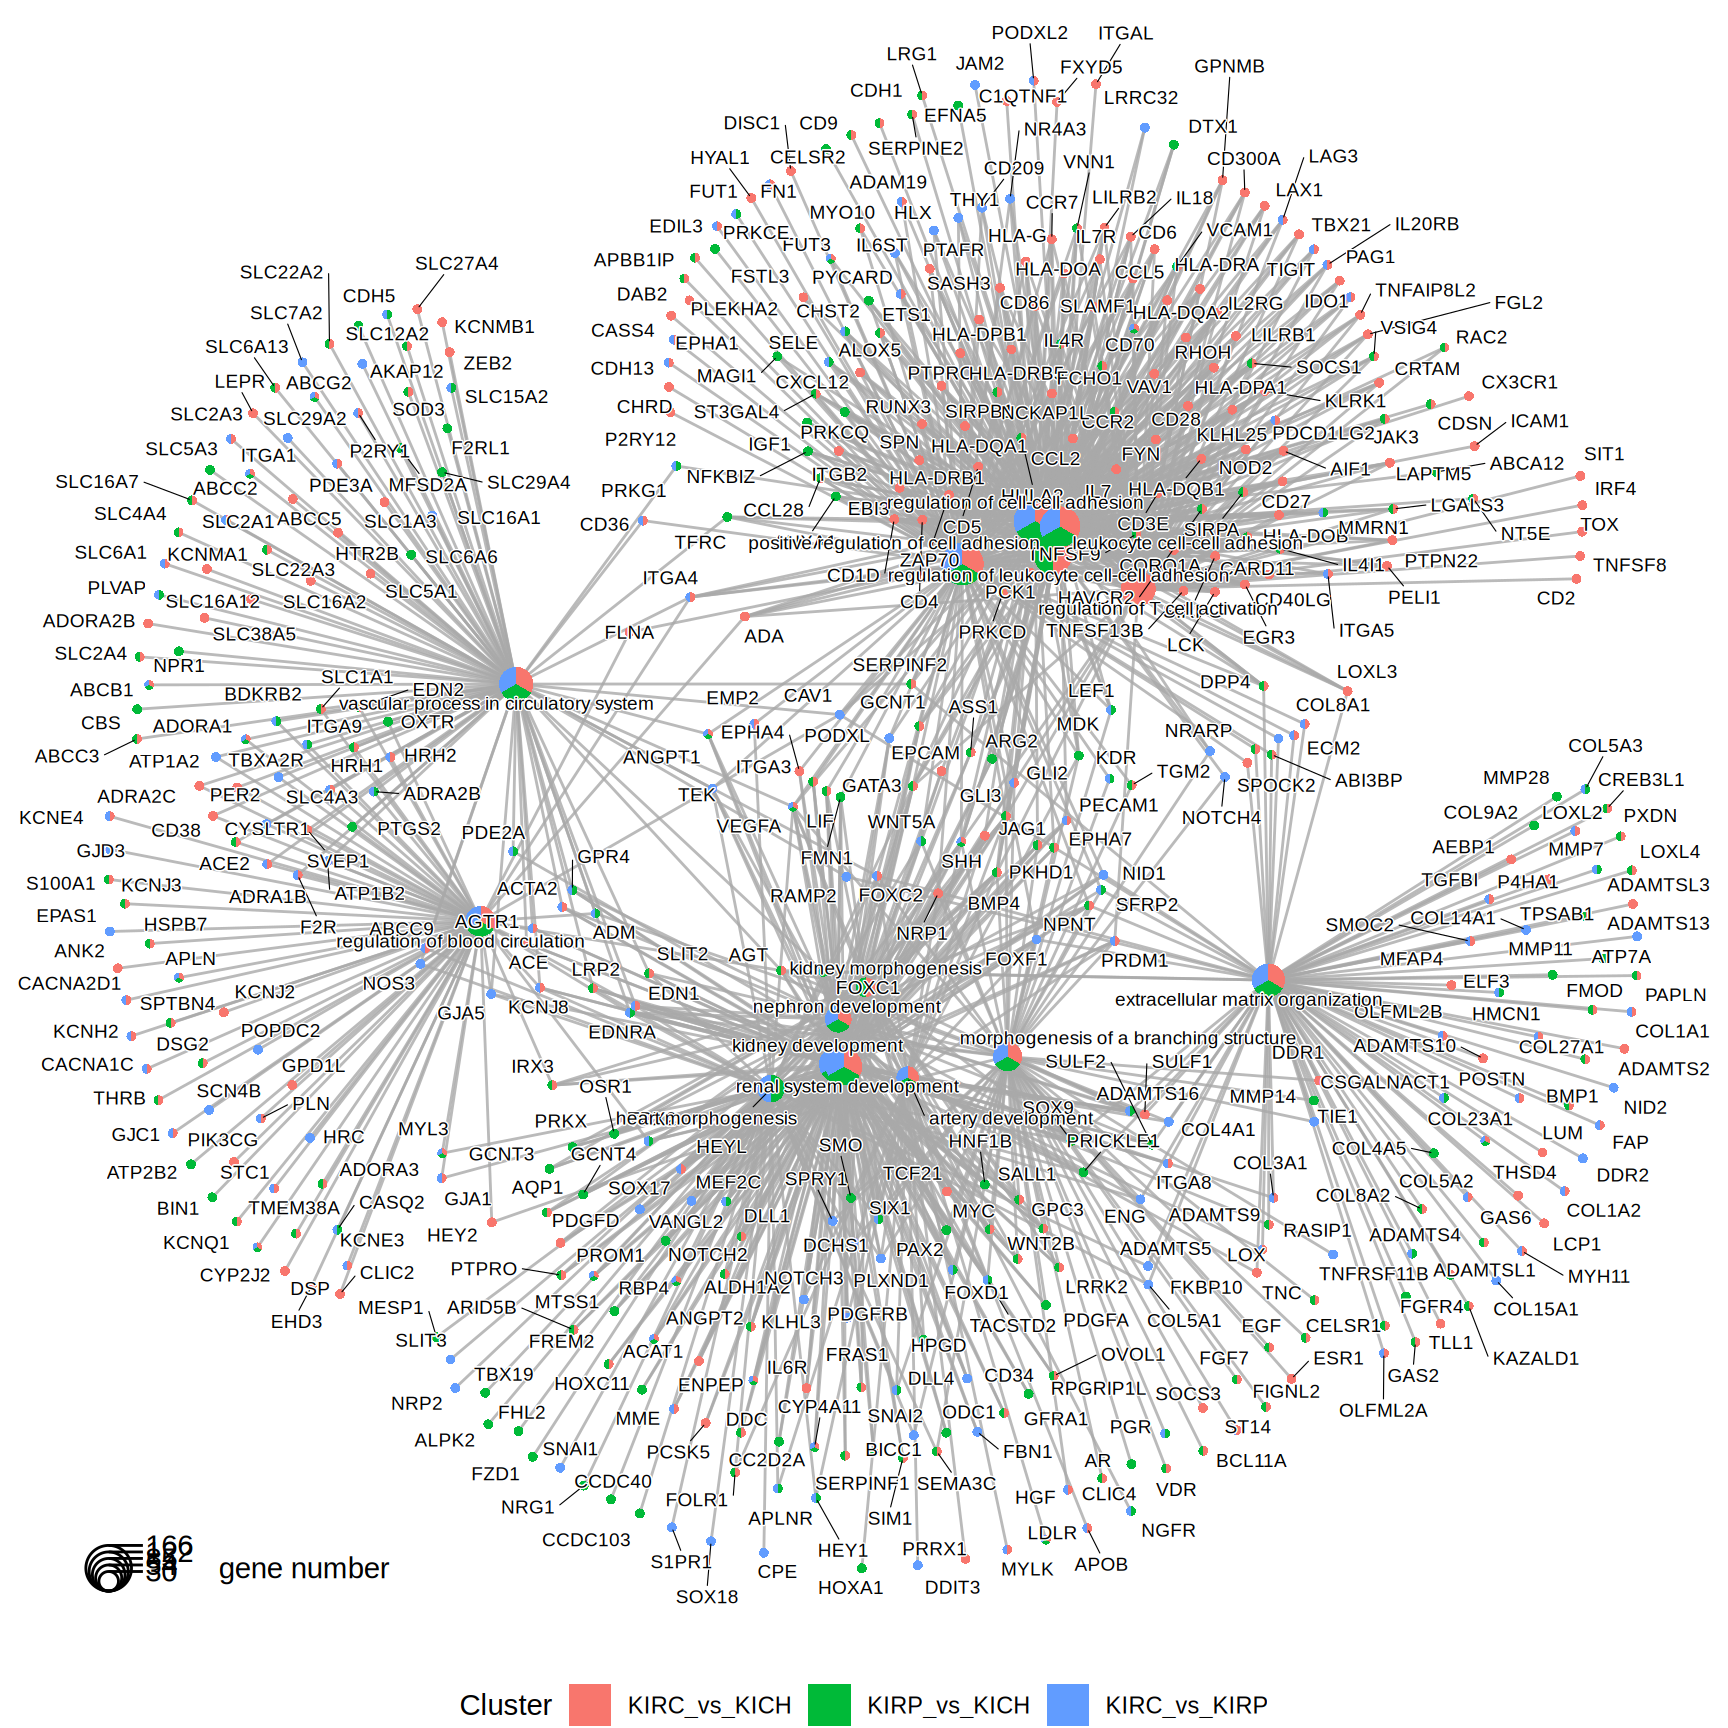 PODXL2 ITGAL
LRG1 JAM2 FXYD5 GPNMB
CDH1 C1QTNF1 LRRC32
DISC1 CD9 EFNA5 NR4A3 DTX1
HYAL1 CELSR2 SERPINE2 CD209 VNN1 CD300A LAG3
FUT1 FN1 ADAM19 THY1 CCR7 LILRB2 IL18 LAX1
EDIL3 PRKCE MYO10 HLX HLA-G IL7R CD6 VCAM1 TBX21 IL20RB
APBB1IP FUT3 IL6ST PTAFR PAG1
SLC22A2 SLC27A4 FSTL3 PYCARD SASH3 HLA-DOA CCL5 HLA-DRA TIGIT
CDH5 DAB2 PLEKHA2 CHST2 ETS1 CD86 SLAMF1 HLA-DQA2 IL2RG IDO1 TNFAIP8L2 FGL2
SLC7A2 SLC12A2 KCNMB1 CASS4 EPHA1 SELE ALOX5 HLA-DPB1 IL4R CD70 RHOH LILRB1 VSIG4 RAC2
SLC6A13 ABCG2 AKAP12 ZEB2 CDH13 MAGI1 CXCL12 FCHO1 VAV1 HLA-DPA1 SOCS1 CRTAM CX3CR1
LEPR SLC15A2 CHRD ST3GAL4 RUNX3 CCR2 CD28 KLRK1
SLC2A3 SLC29A2 SOD3 P2RY12 IGF1 PRKCQ SPN HLA-DQA1 NCKAP1L KLHL25 PDCD1LG2 JAK3 CDSN ICAM1
SLC5A3 ITGA1 P2RY1 F2RL1 NFKBIZ ITGB2 HLA-DRB1 CCL2 FYN NOD2 AIF1 LAPTM5 ABCA12 SIT1
SLC16A7 ABCC2 PDE3A MFSD2A SLC29A4 PRKG1 CCL28 EBI3 IL7 HLA-DQB1 CD27 LGALS3 IRF4
regulation of cell adhesion
SLC4A4 SLC2A1 ABCC5 SLC1A3 SLC16A1 CD36 CD5 CD3E SIRPA HLA-DOB MMRN1 NT5E TOX
positive regulation of cell adhesion leukocyte cell-cell adhesion
SLC6A1 KCNMA1 HTR2B SLC6A6 TFRC ZAP70 TNFSF9 CORO1A CARD11 IL4I1 PTPN22 TNFSF8
regulation of leukocyte cell-cell adhesion
PLVAP SLC22A3 SLC5A1 ITGA4 CD1D PCK1 HAVCR2 CD40LG PELI1 CD2
SLC16A12 SLC16A2 CD4
regulation of T cell activation
ADORA2B SLC38A5 FLNA ADA PRKCD TNFSF13B LCK EGR3 ITGA5
SLC2A4 NPR1 SERPINF2 LOXL3
ABCB1 SLC1A1 EDN2 EMP2 CAV1 GCNT1 LEF1 DPP4 COL8A1
BDKRB2 vascular process in circulatory system
CBS ADORA1 ITGA9 OXTR EPHA4 PODXL ASS1 MDK NRARP
ABCC3 ATP1A2 TBXA2R HRH1 HRH2 ANGPT1 ITGA3 EPCAM ARG2 KDR ECM2 COL5A3
ADRA2C PER2 SLC4A3 ADRA2B TEK GATA3 GLI2 TGM2 SPOCK2 ABI3BP MMP28 CREB3L1
KCNE4 CD38 CYSLTR1 PTGS2 PDE2A VEGFA LIF WNT5A GLI3 PECAM1 NOTCH4 COL9A2 LOXL2 PXDN
GJD3 ACE2 SVEP1 GPR4 FMN1 SHH JAG1 EPHA7 AEBP1 MMP7 LOXL4
S100A1 KCNJ3 ADRA1B ATP1B2 ACTA2 RAMP2 FOXC2 PKHD1 NID1 TGFBI P4HA1 ADAMTSL3
EPAS1 HSPB7 F2R ABCC9 AGTR1 ADM NRP1 BMP4 NPNT SFRP2 SMOC2 COL14A1 TPSAB1 ADAMTS13
regulation of blood circulation
ANK2 APLN ACE LRP2 SLIT2 AGT FOXF1 PRDM1 MFAP4 MMP11 ATP7A
kidney morphogenesis
CACNA2D1 SPTBN4 KCNJ2 NOS3 KCNJ8 EDN1 FOXC1 ELF3 FMOD PAPLN
nephron development extracellular matrix organization
KCNH2 DSG2 POPDC2 GJA5 EDNRA OLFML2B HMCN1 COL1A1
kidney development morphogenesis of a branching structure
CACNA1C GPD1L IRX3 SULF2 SULF1 DDR1 ADAMTS10 COL27A1 ADAMTS2
renal system development
THRB SCN4B PLN OSR1 ADAMTS16 MMP14 CSGALNACT1 POSTN BMP1 NID2
heart morphogenesis artery development
GJC1 PIK3CG HRC MYL3 PRKX HEYL SMO HNF1B SOX9 PRICKLE1 COL4A1 TIE1 COL23A1 LUM FAP
ATP2B2 STC1 ADORA3 GCNT3 GCNT4 SPRY1 TCF21 SALL1 COL3A1 COL4A5 THSD4 DDR2
BIN1 TMEM38A CASQ2 GJA1 AQP1 SOX17 MEF2C SIX1 MYC GPC3 ITGA8 COL8A2 COL5A2 COL1A2
KCNQ1 KCNE3 HEY2 PDGFD VANGL2 DLL1 DCHS1 PAX2 WNT2B ENG ADAMTS9 RASIP1 ADAMTS4 GAS6 LCP1
CYP2J2 DSP CLIC2 PTPRO PROM1 NOTCH2 NOTCH3 PLXND1 FOXD1 LRRK2 ADAMTS5 LOX TNFRSF11B ADAMTSL1 MYH11
EHD3 MESP1 ARID5B MTSS1 RBP4 ALDH1A2 PDGFRB TACSTD2 PDGFA FKBP10 COL5A1 TNC FGFR4 COL15A1
SLIT3 FREM2 ANGPT2 KLHL3 FRAS1 HPGD EGF CELSR1 TLL1 KAZALD1
TBX19 ACAT1 IL6R DLL4 CD34 OVOL1 FGF7 ESR1 GAS2
NRP2 HOXC11 ENPEP CYP4A11 SNAI2 ODC1 RPGRIP1L SOCS3 FIGNL2 OLFML2A
ALPK2 FHL2 MME DDC BICC1 GFRA1 PGR ST14
FZD1 SNAI1 PCSK5 CC2D2A SERPINF1 SEMA3C FBN1 AR VDR BCL11A
NRG1 CCDC40 FOLR1 APLNR SIM1 HGF CLIC4
CCDC103 S1PR1 HEY1 PRRX1 LDLR NGFR
SOX18 CPE HOXA1 DDIT3 MYLK APOB
166
gene number
Cluster KIRC_vs_KICH KIRP_vs_KICH KIRC_vs_KIRP